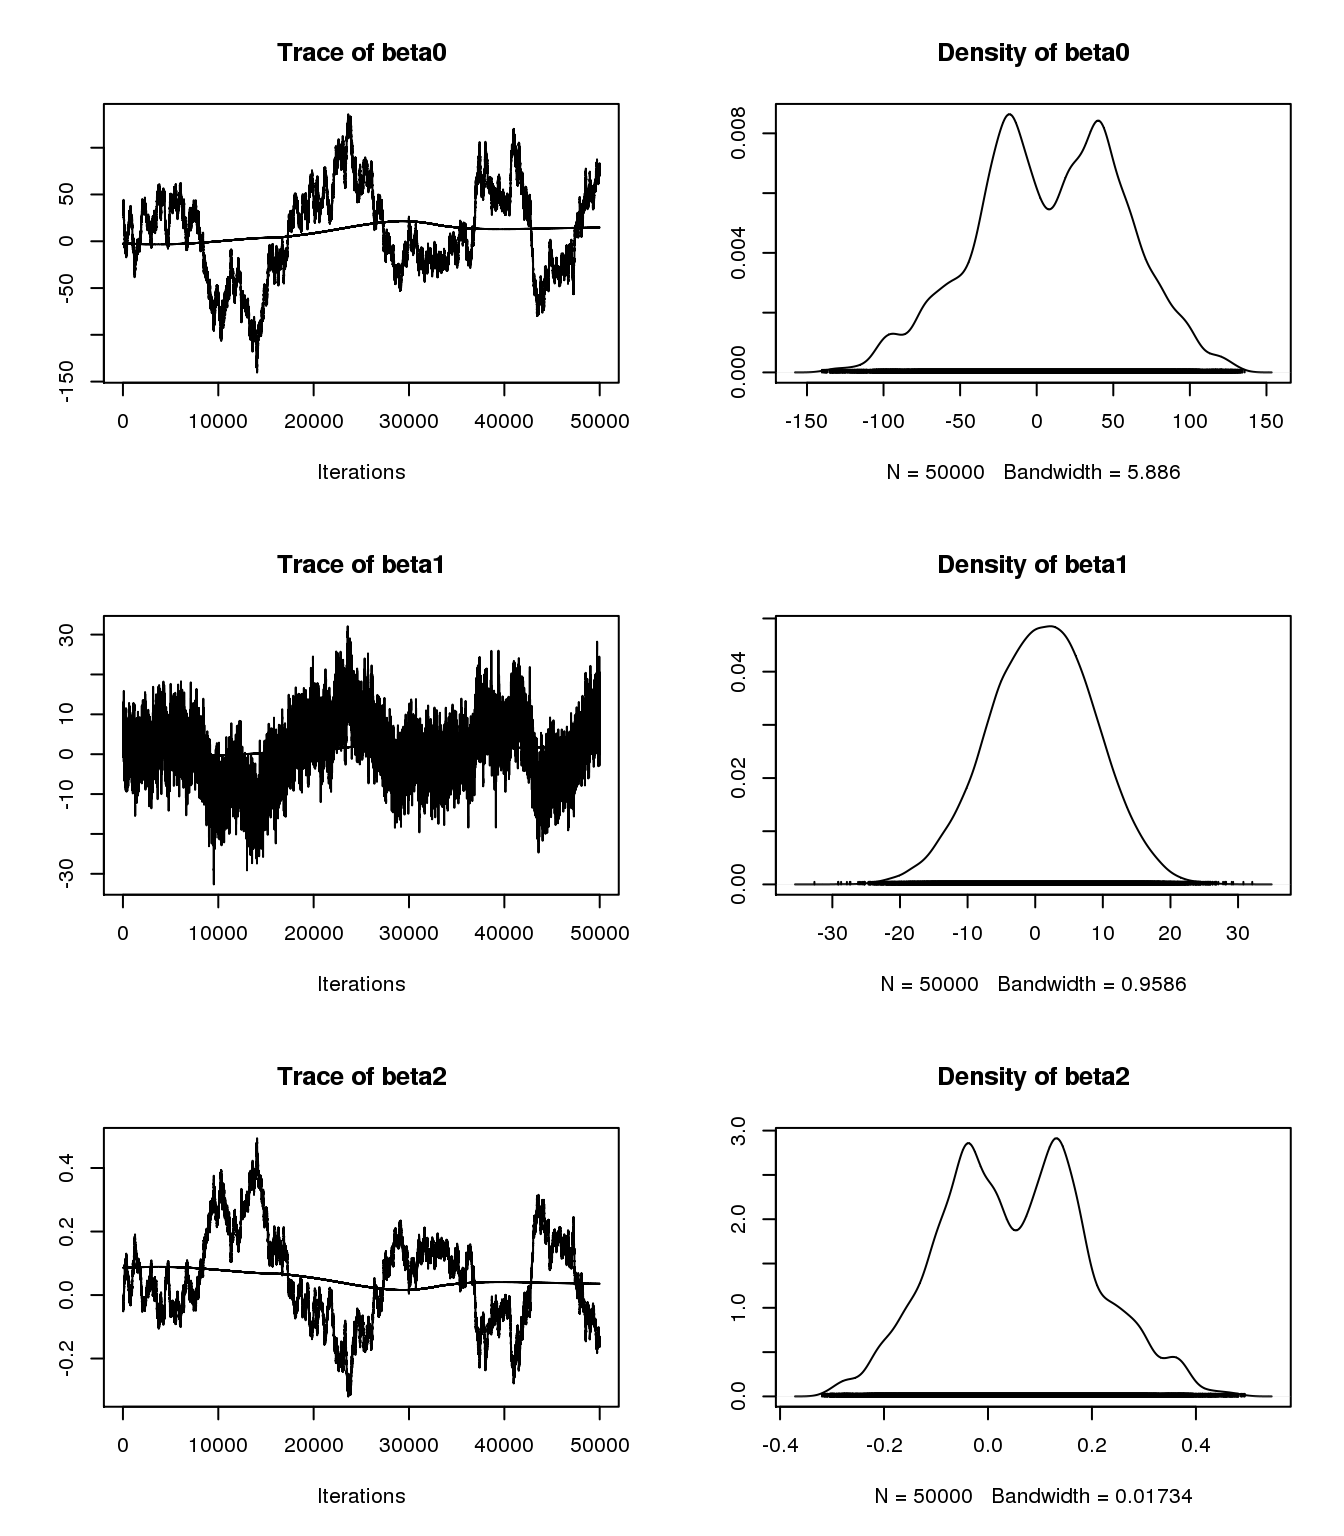 Trace of beta0
50
0
-50
-150
0 10000 20000 30000 40000 50000
Iterations
Density of beta0
0.008
0.004
0.000
-150 -100 -50 0 50 100 150
N = 50000 Bandwidth = 5.886
Trace of beta1
30
10
0
-10
-30
0 10000 20000 30000 40000 50000
Iterations
Density of beta1
0.04
0.02
0.00
-30 -20 -10 0 10 20 30
N = 50000 Bandwidth = 0.9586
Trace of beta2
0.4
0.2
0.0
-0.2
0 10000 20000 30000 40000 50000
Iterations
Density of beta2
3.0
2.0
1.0
0.0
-0.4 -0.2 0.0 0.2 0.4
N = 50000 Bandwidth = 0.01734